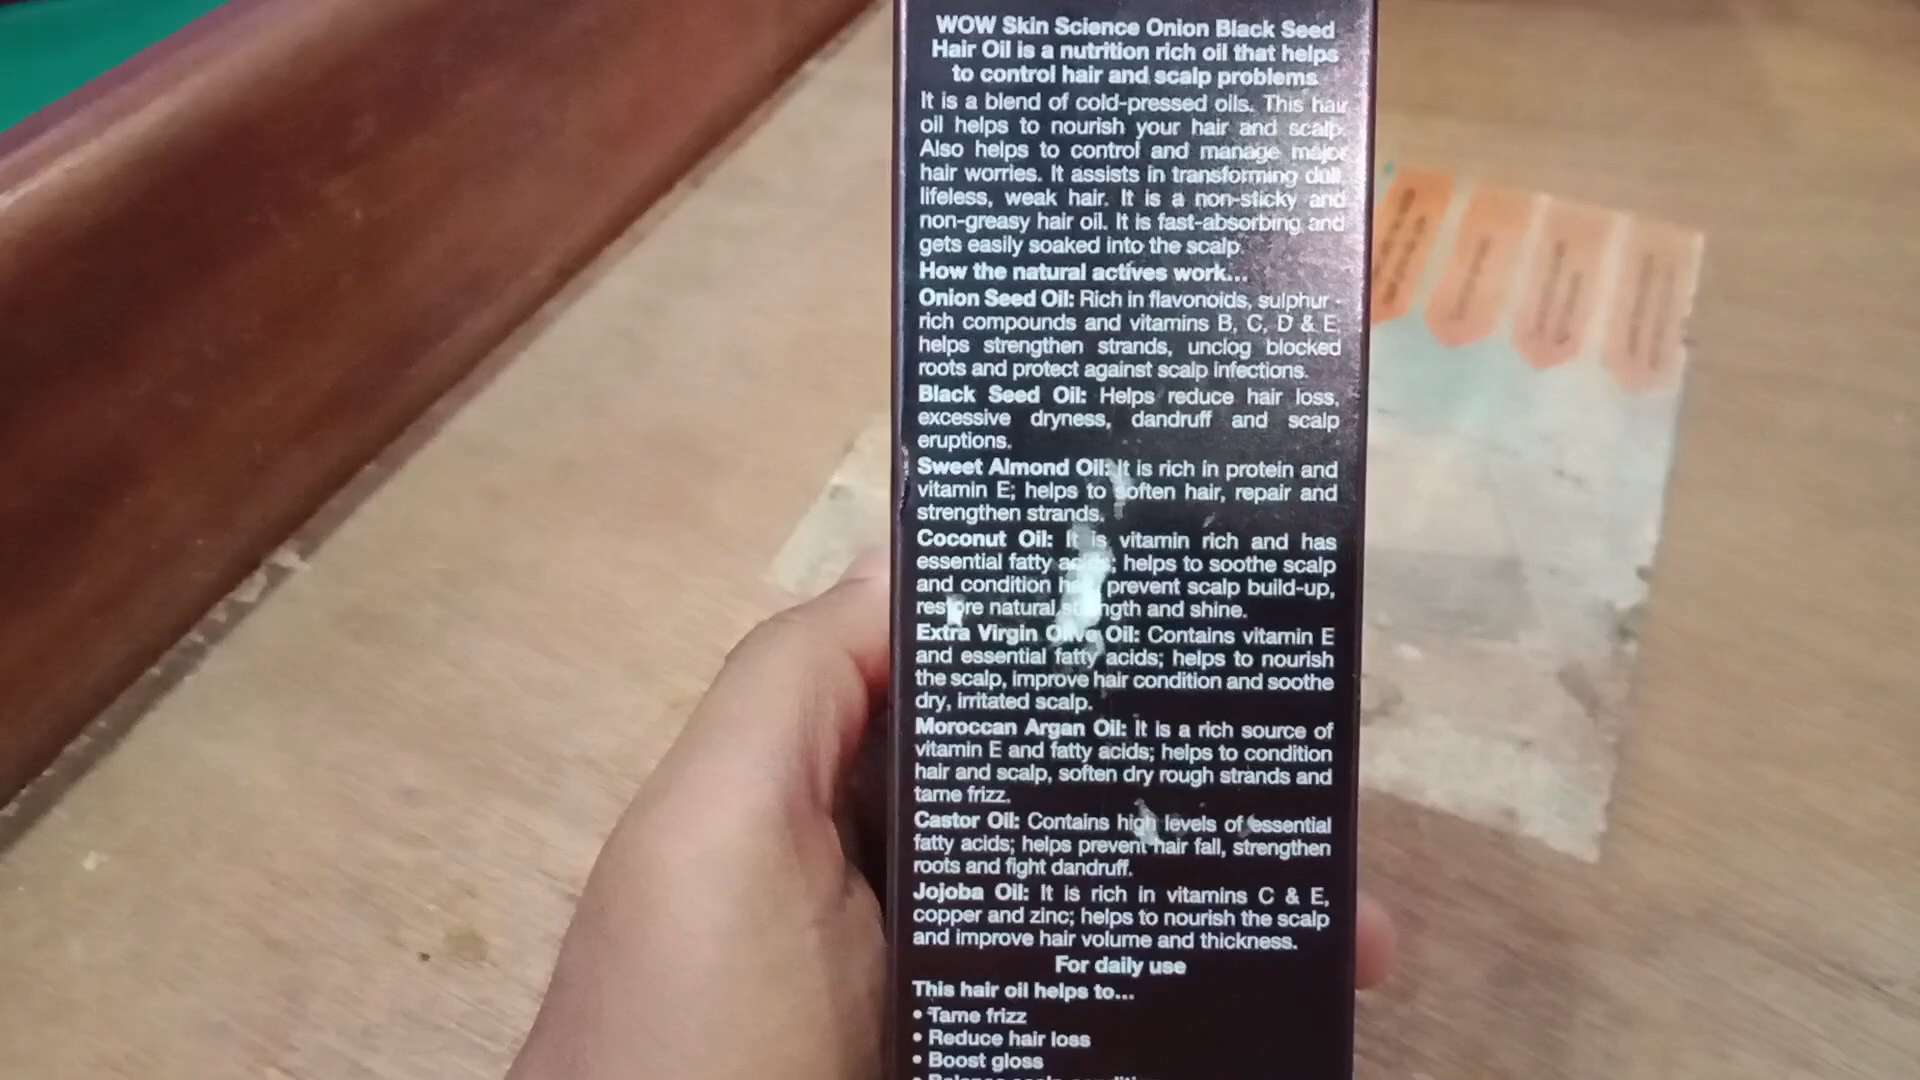 WOW Skin Science Onion Black Seed
Hair Oil is a nutrition rich oil that helps
to control hair and scalp problems
It is a blend of cold-pressed oils. This hair
oil helps to nourish your hair and scalp.
Also helps to control and manage major
hair worries. It assists in transforming dull
lifeless, weak hair. It is a non-sticky and
non-greasy hair oil. It is fast-absorbing and
gets easily soaked into the scalp.
How the natural actives work...
Onion Seed Oil: Rich in flavonoids, sulphur -
rich compounds and vitamins B, C, D & E,
helps strengthen strands, unclog blocked
roots and protect against scalp infections.
Black Seed Oil: Helps reduce hair loss,
excessive dryness, dandruff and scalp
eruptions.
Sweet Almond Oil: It is rich in protein and
vitamin E; helps to soften hair, repair and
strengthen strands.
Coconut Oil: It is vitamin rich and has
essential fatty acids; helps to soothe scalp
and condition prevent scalp build-up,
restore natural strength and shine.
Extra Virgin Olive Oil: Contains vitamin E
and essential fatty acids; helps to nourish
the scalp, improve hair condition and soothe
dry, irritated scalp.
Moroccan Argan Oil: It is a rich source of
vitamin E and fatty acids; helps to condition
hair and scalp, soften dry rough strands and
tame frizz.
Castor Oil: Contains high levels of essential
fatty acids; helps prevent hair fall, strengthen
roots and fight dandruff.
Jojoba Oil: It is rich in vitamins C & E,
copper and zinc; helps to nourish the scalp
and improve hair volume and thickness.
For daily use
This hair oil helps to...
• Tame frizz
• Reduce hair loss
• Boost gloss